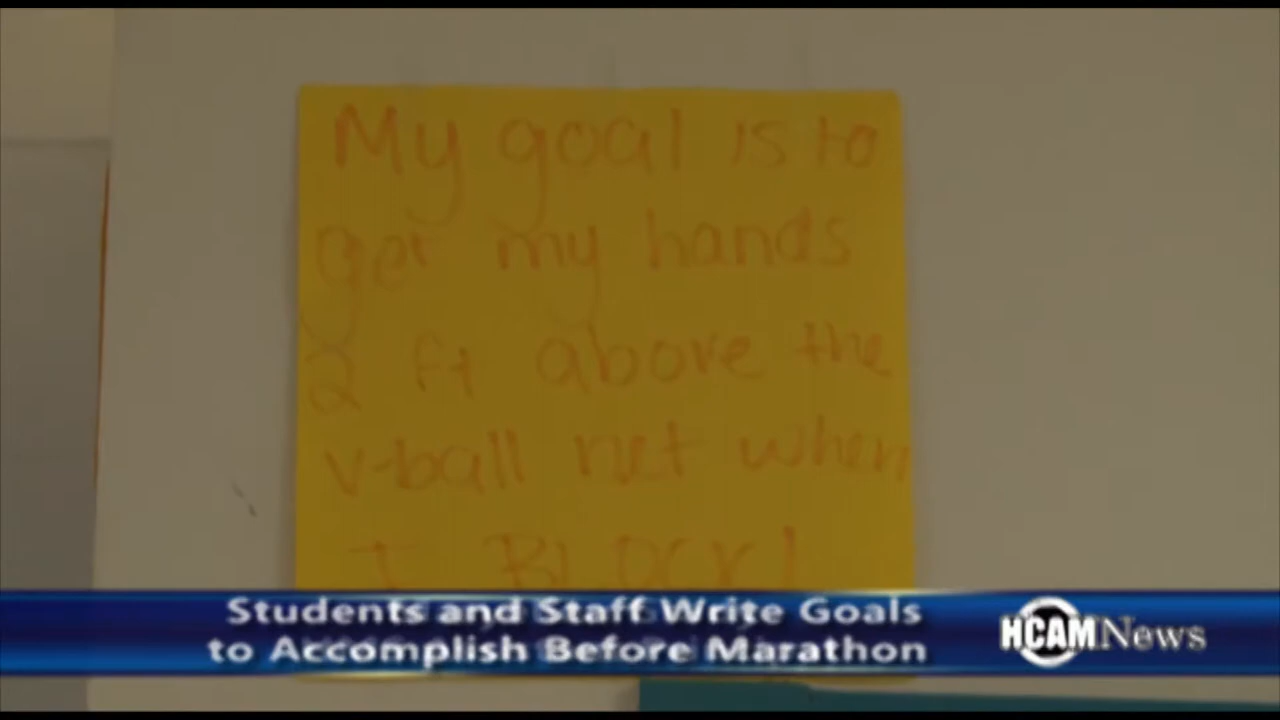 My goal is to
get my hands
2 ft above the
v-ball net when
I BLOCK!
Students and Staff Write Goals
to Accomplish Before Marathon
HCAM News